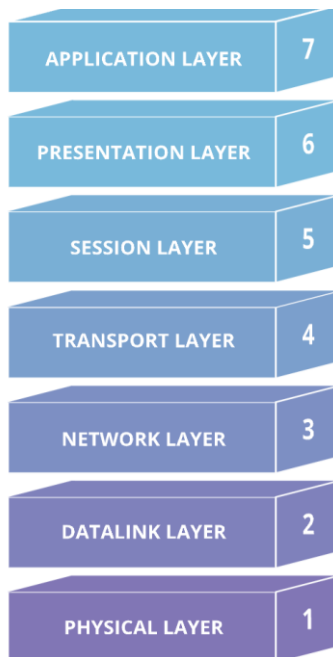 APPLICATION LAYER 7
PRESENTATION LAYER 6
SESSION LAYER 5
TRANSPORT LAYER 4
NETWORK LAYER 3
DATALINK LAYER 2
PHYSICAL LAYER 1